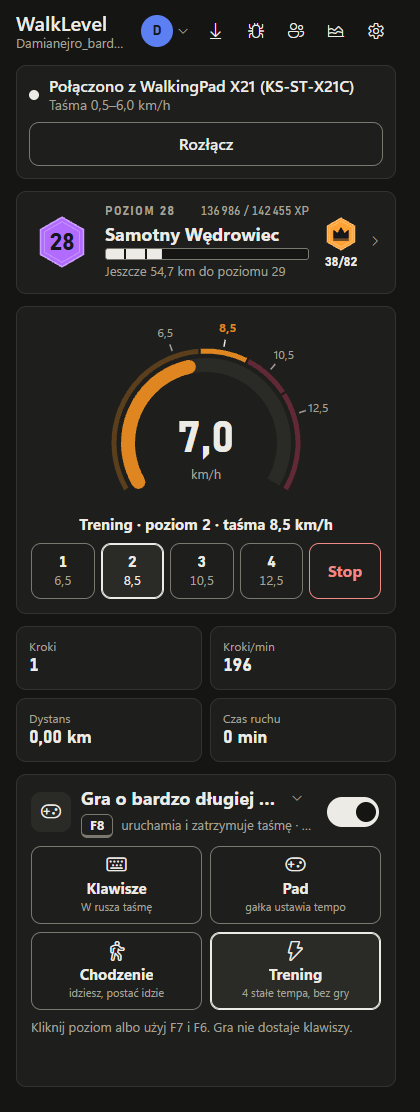 WalkLevel
Damianejro_bard...
D
Połączono z WalkingPad X21 (KS-ST-X21C)
Taśma 0,5–6,0 km/h
Rozłącz
28
POZIOM 28
136 986 / 142 455 XP
Samotny Wędrowiec
Jeszcze 54,7 km do poziomu 29
38/82
6,5
8,5
10,5
12,5
7,0
km/h
Trening · poziom 2 · taśma 8,5 km/h
1
6,5
2
8,5
3
10,5
4
12,5
Stop
Kroki
1
Kroki/min
196
Dystans
0,00 km
Czas ruchu
0 min
Gra o bardzo długiej ...
F8 uruchamia i zatrzymuje taśmę · ...
Klawisze
W rusza taśmę
Pad
gałka ustawia tempo
Chodzenie
idziesz, postać idzie
Trening
4 stałe tempa, bez gry
Kliknij poziom albo użyj F7 i F6. Gra nie dostaje klawiszy.